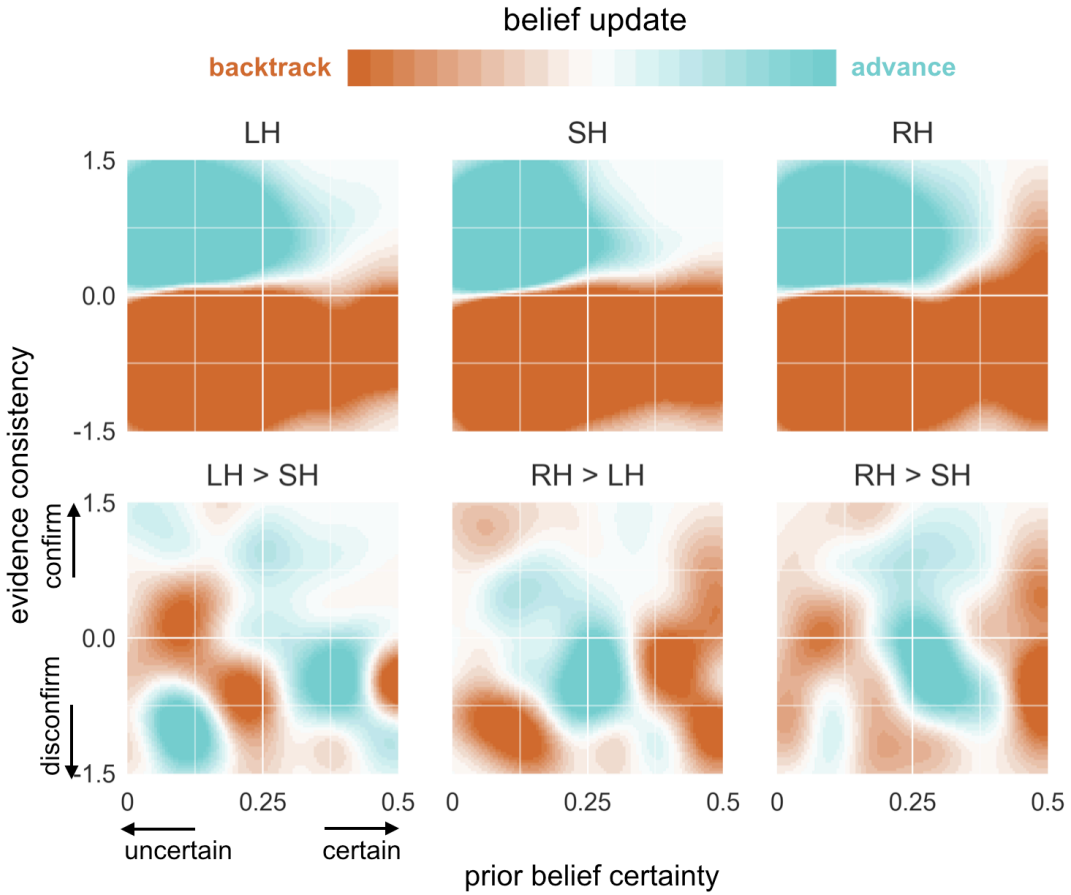 belief update
backtrack
advance
LH
SH
RH
1.5
0.0
-1.5
LH > SH
RH > LH
RH > SH
1.5
0.0
-1.5
evidence consistency
confirm
disconfirm
0
0.25
0.5
0
0.25
0.5
0
0.25
0.5
uncertain
certain
prior belief certainty